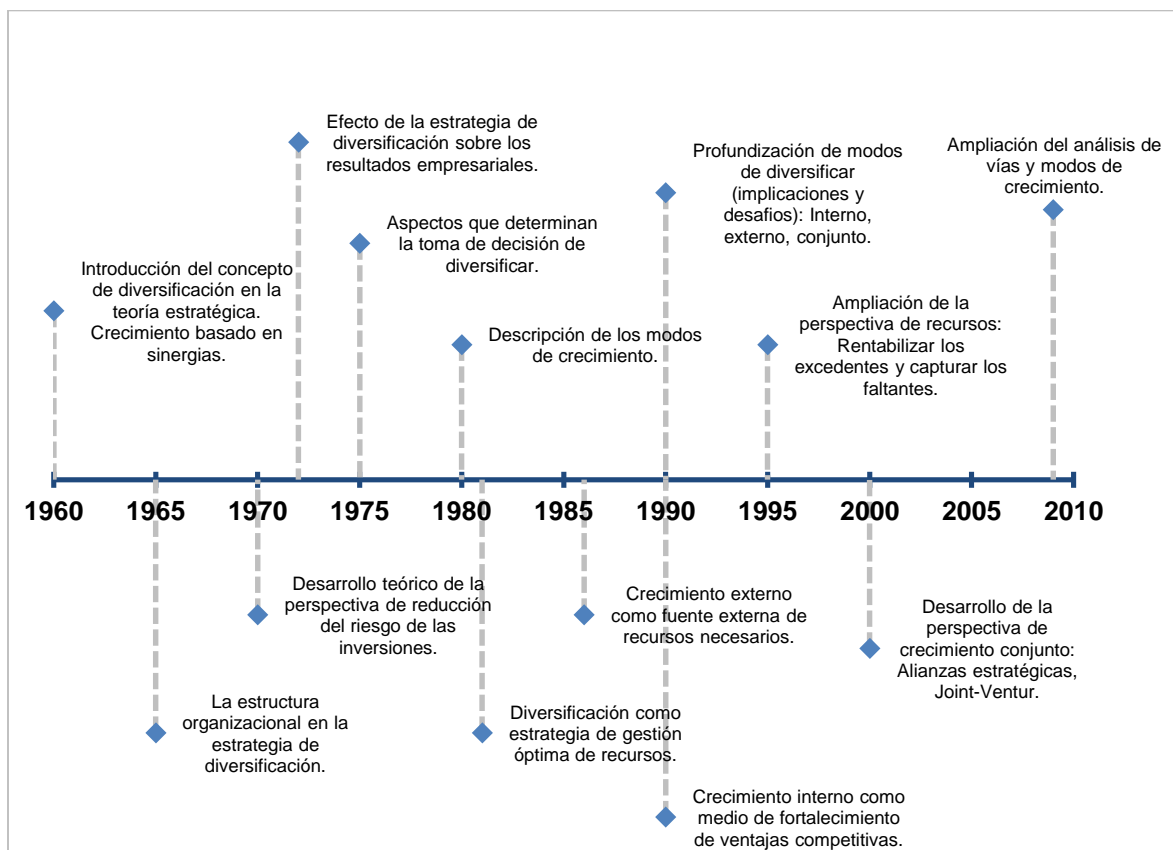 Efecto de la estrategia de
diversificación sobre los
resultados empresariales.
Profundización de modos
de diversificar
(implicaciones y
desafios): Interno,
externo, conjunto.
Ampliación del análisis de
vías y modos de
crecimiento.
Aspectos que determinan
la toma de decisión de
diversificar.
Introducción del concepto
de diversificación en la
teoría estratégica.
Crecimiento basado en
sinergias.
Descripción de los modos
de crecimiento.
Ampliación de la
perspectiva de recursos:
Rentabilizar los
excedentes y capturar los
faltantes.
1960 1965 1970 1975 1980 1985 1990 1995 2000 2005 2010
Desarrollo teórico de la
perspectiva de reducción
del riesgo de las
inversiones.
Crecimiento externo
como fuente externa de
recursos necesarios.
Desarrollo de la
perspectiva de
crecimiento conjunto:
Alianzas estratégicas,
Joint-Ventur.
La estructura
organizacional en la
estrategia de
diversificación.
Diversificación como
estrategia de gestión
óptima de recursos.
Crecimiento interno como
medio de fortalecimiento
de ventajas competitivas.